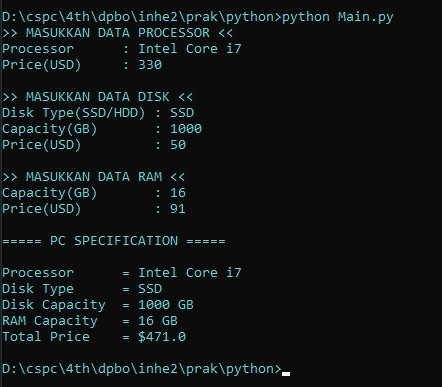 D:\cspc\4th\dpbo\inhe2\prak\python>python Main.py
>> MASUKKAN DATA PROCESSOR <<
Processor      : Intel Core i7
Price(USD)     : 330
>> MASUKKAN DATA DISK <<
Disk Type(SSD/HDD) : SSD
Capacity(GB)       : 1000
Price(USD)         : 50
>> MASUKKAN DATA RAM <<
Capacity(GB)       : 16
Price(USD)         : 91
===== PC SPECIFICATION =====
Processor      = Intel Core i7
Disk Type      = SSD
Disk Capacity  = 1000 GB
RAM Capacity   = 16 GB
Total Price    = $471.0
D:\cspc\4th\dpbo\inhe2\prak\python>